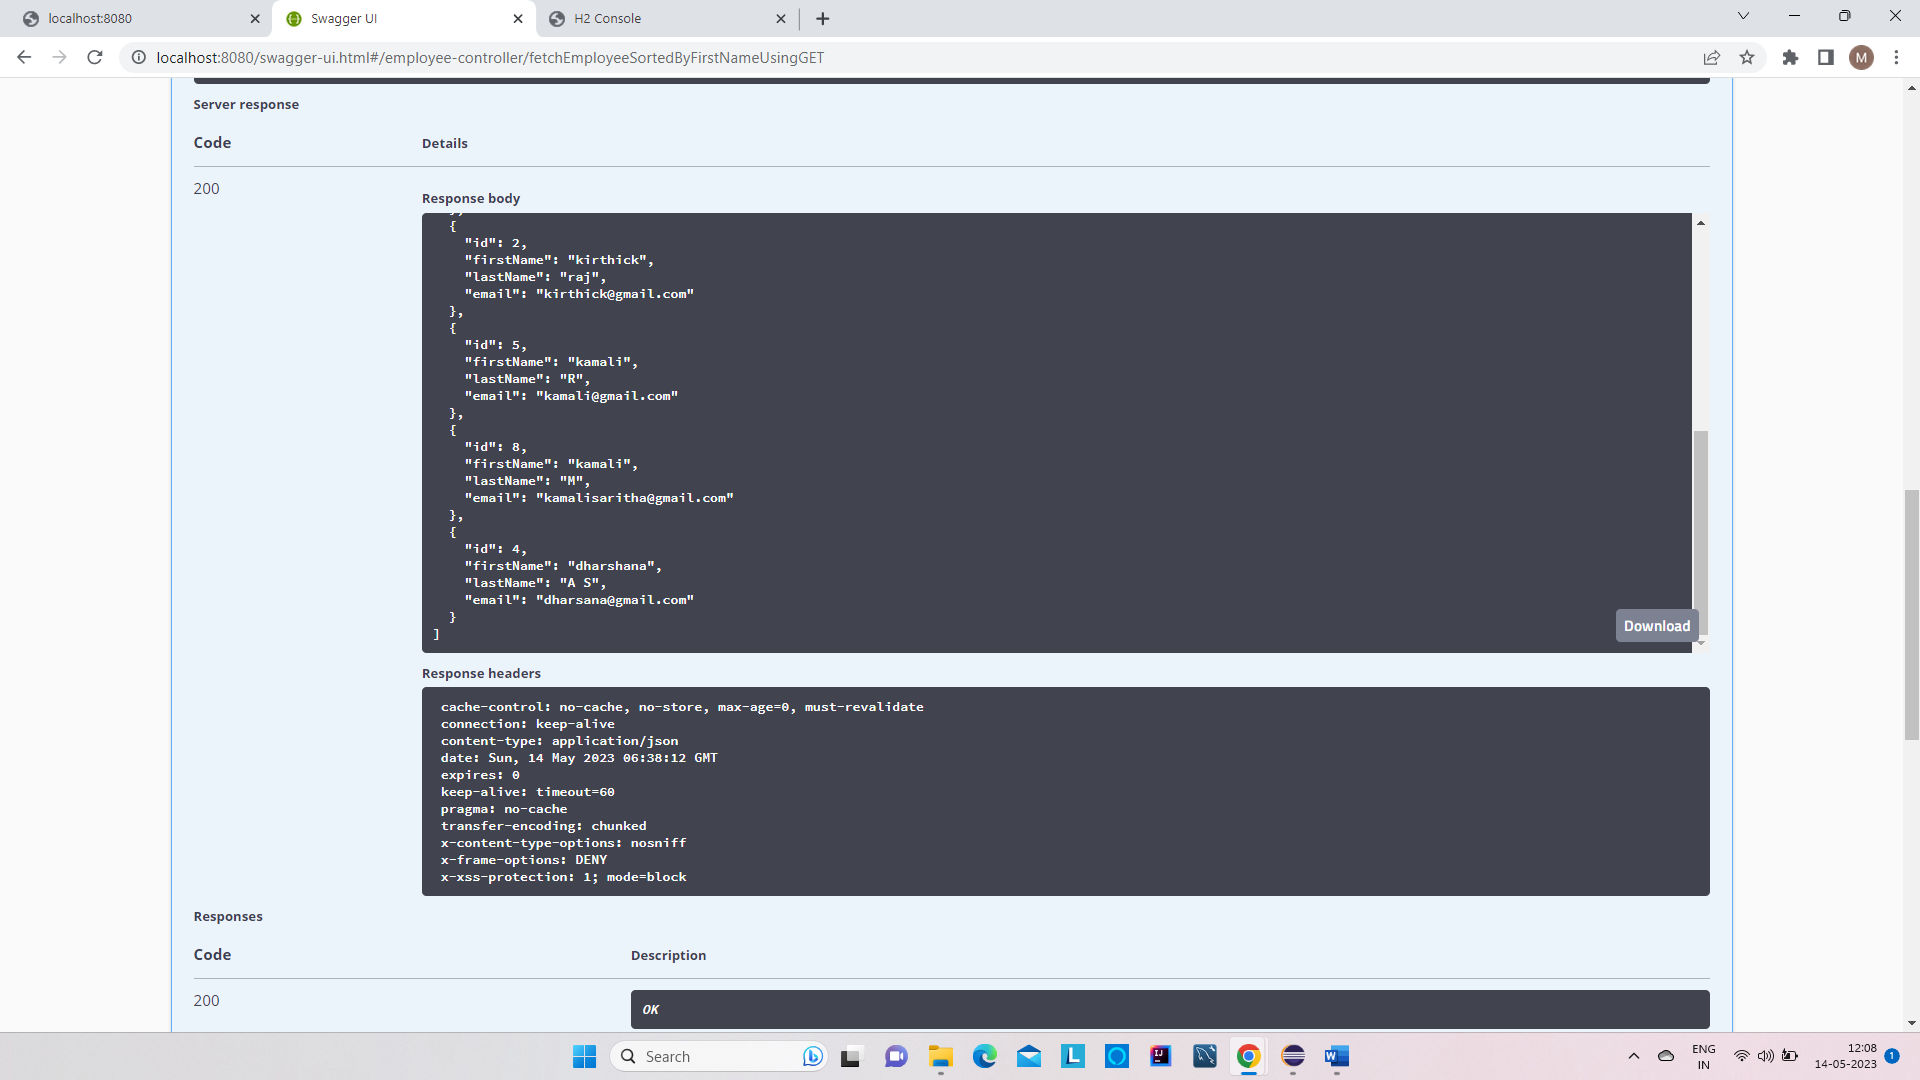 localhost:8080
Swagger UI
H2 Console
localhost:8080/swagger-ui.html#/employee-controller/fetchEmployeeSortedByFirstNameUsingGET
M
Server response
Code Details
200
Response body
},
{
"id": 2,
"firstName": "kirthick",
"lastName": "raj",
"email": "kirthick@gmail.com"
},
{
"id": 5,
"firstName": "kamali",
"lastName": "R",
"email": "kamali@gmail.com"
},
{
"id": 8,
"firstName": "kamali",
"lastName": "M",
"email": "kamalisaritha@gmail.com"
},
{
"id": 4,
"firstName": "dharshana",
"lastName": "A S",
"email": "dharsana@gmail.com"
}
]
Download
Response headers
cache-control: no-cache, no-store, max-age=0, must-revalidate
connection: keep-alive
content-type: application/json
date: Sun, 14 May 2023 06:38:12 GMT
expires: 0
keep-alive: timeout=60
pragma: no-cache
transfer-encoding: chunked
x-content-type-options: nosniff
x-frame-options: DENY
x-xss-protection: 1; mode=block
Responses
Code Description
200
OK
Search
L
IJ
W
ENG
IN
12:08
14-05-2023
1